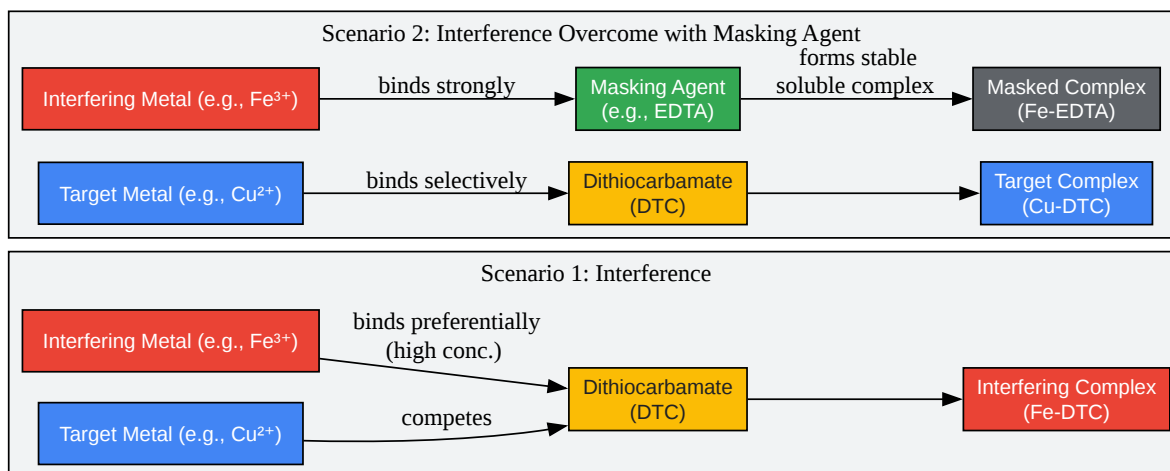 Scenario 2: Interference Overcome with Masking Agent
Interfering Metal (e.g., Fe³⁺)
binds strongly
Masking Agent
(e.g., EDTA)
forms stable
soluble complex
Masked Complex
(Fe-EDTA)
Target Metal (e.g., Cu²⁺)
binds selectively
Dithiocarbamate
(DTC)
Target Complex
(Cu-DTC)
Scenario 1: Interference
Interfering Metal (e.g., Fe³⁺)
binds preferentially
(high conc.)
Target Metal (e.g., Cu²⁺)
competes
Dithiocarbamate
(DTC)
Interfering Complex
(Fe-DTC)